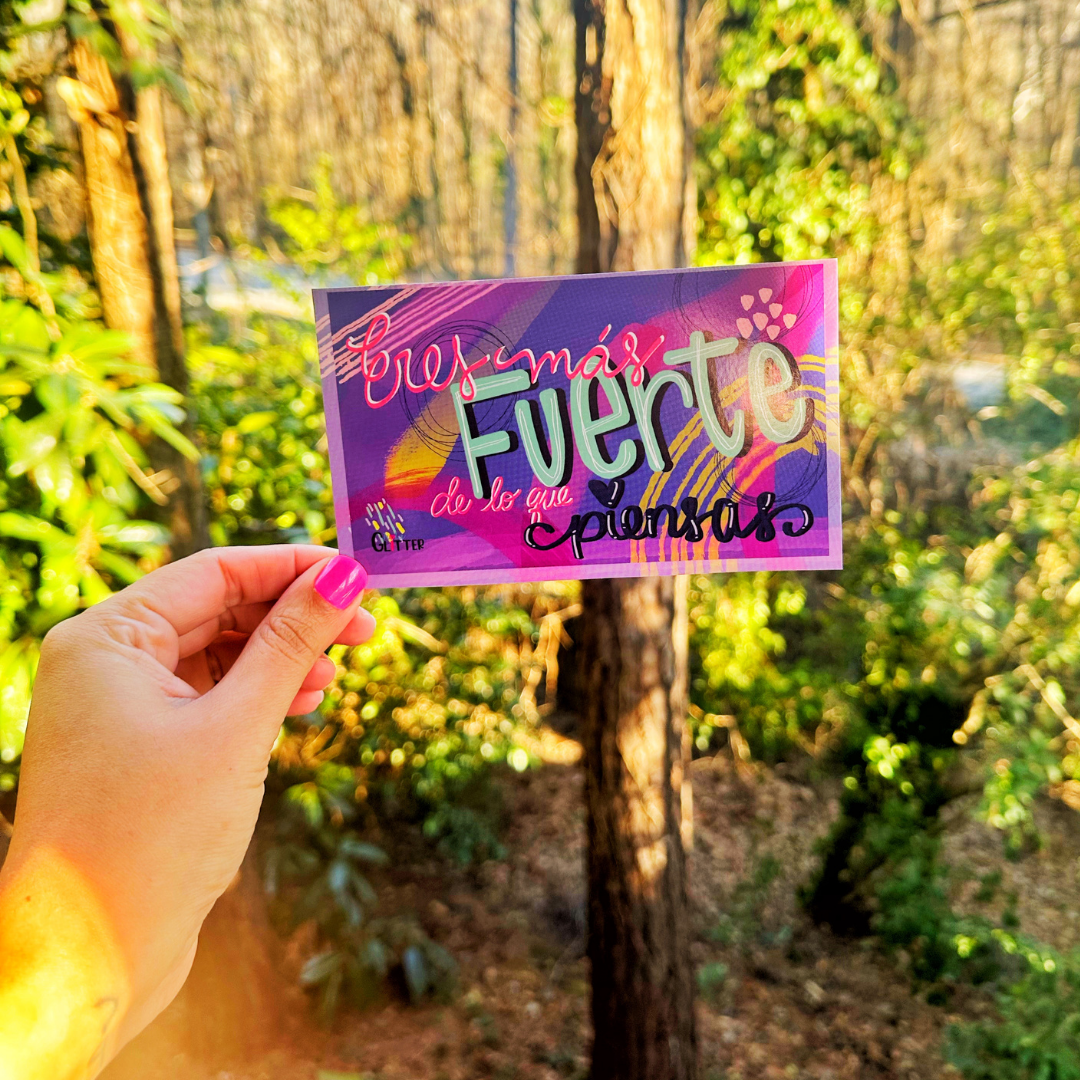 Eres más
Fuerte
de lo que
piensas
GLITTER